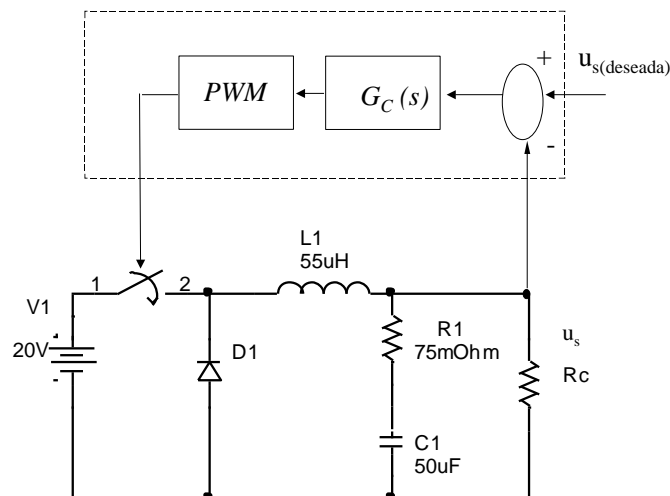 +
u_s(deseada)
PWM
G_C (s)
-
L1
55uH
1
2
V1
20V
D1
R1
75mOhm
u_s
Rc
C1
50uF